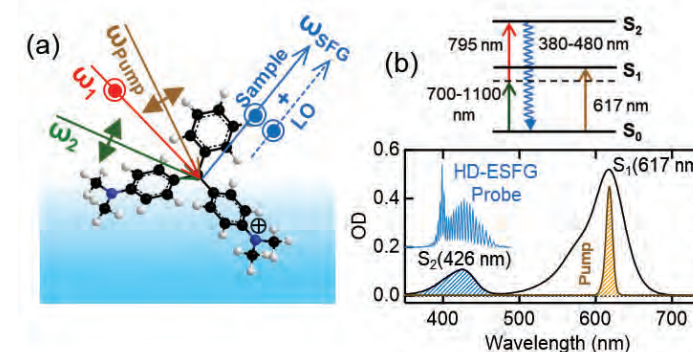 (a)
ω1
ω2
ωPump
Sample
+
LO
ωSFG
⊕
(b)
S2
795 nm
380-480 nm
S1
700-1100
nm
617 nm
S0
0.6
0.4
0.2
0.0
OD
HD-ESFG
Probe
S1(617 nm
S2(426 nm)
Pump
400
500
600
700
Wavelength (nm)